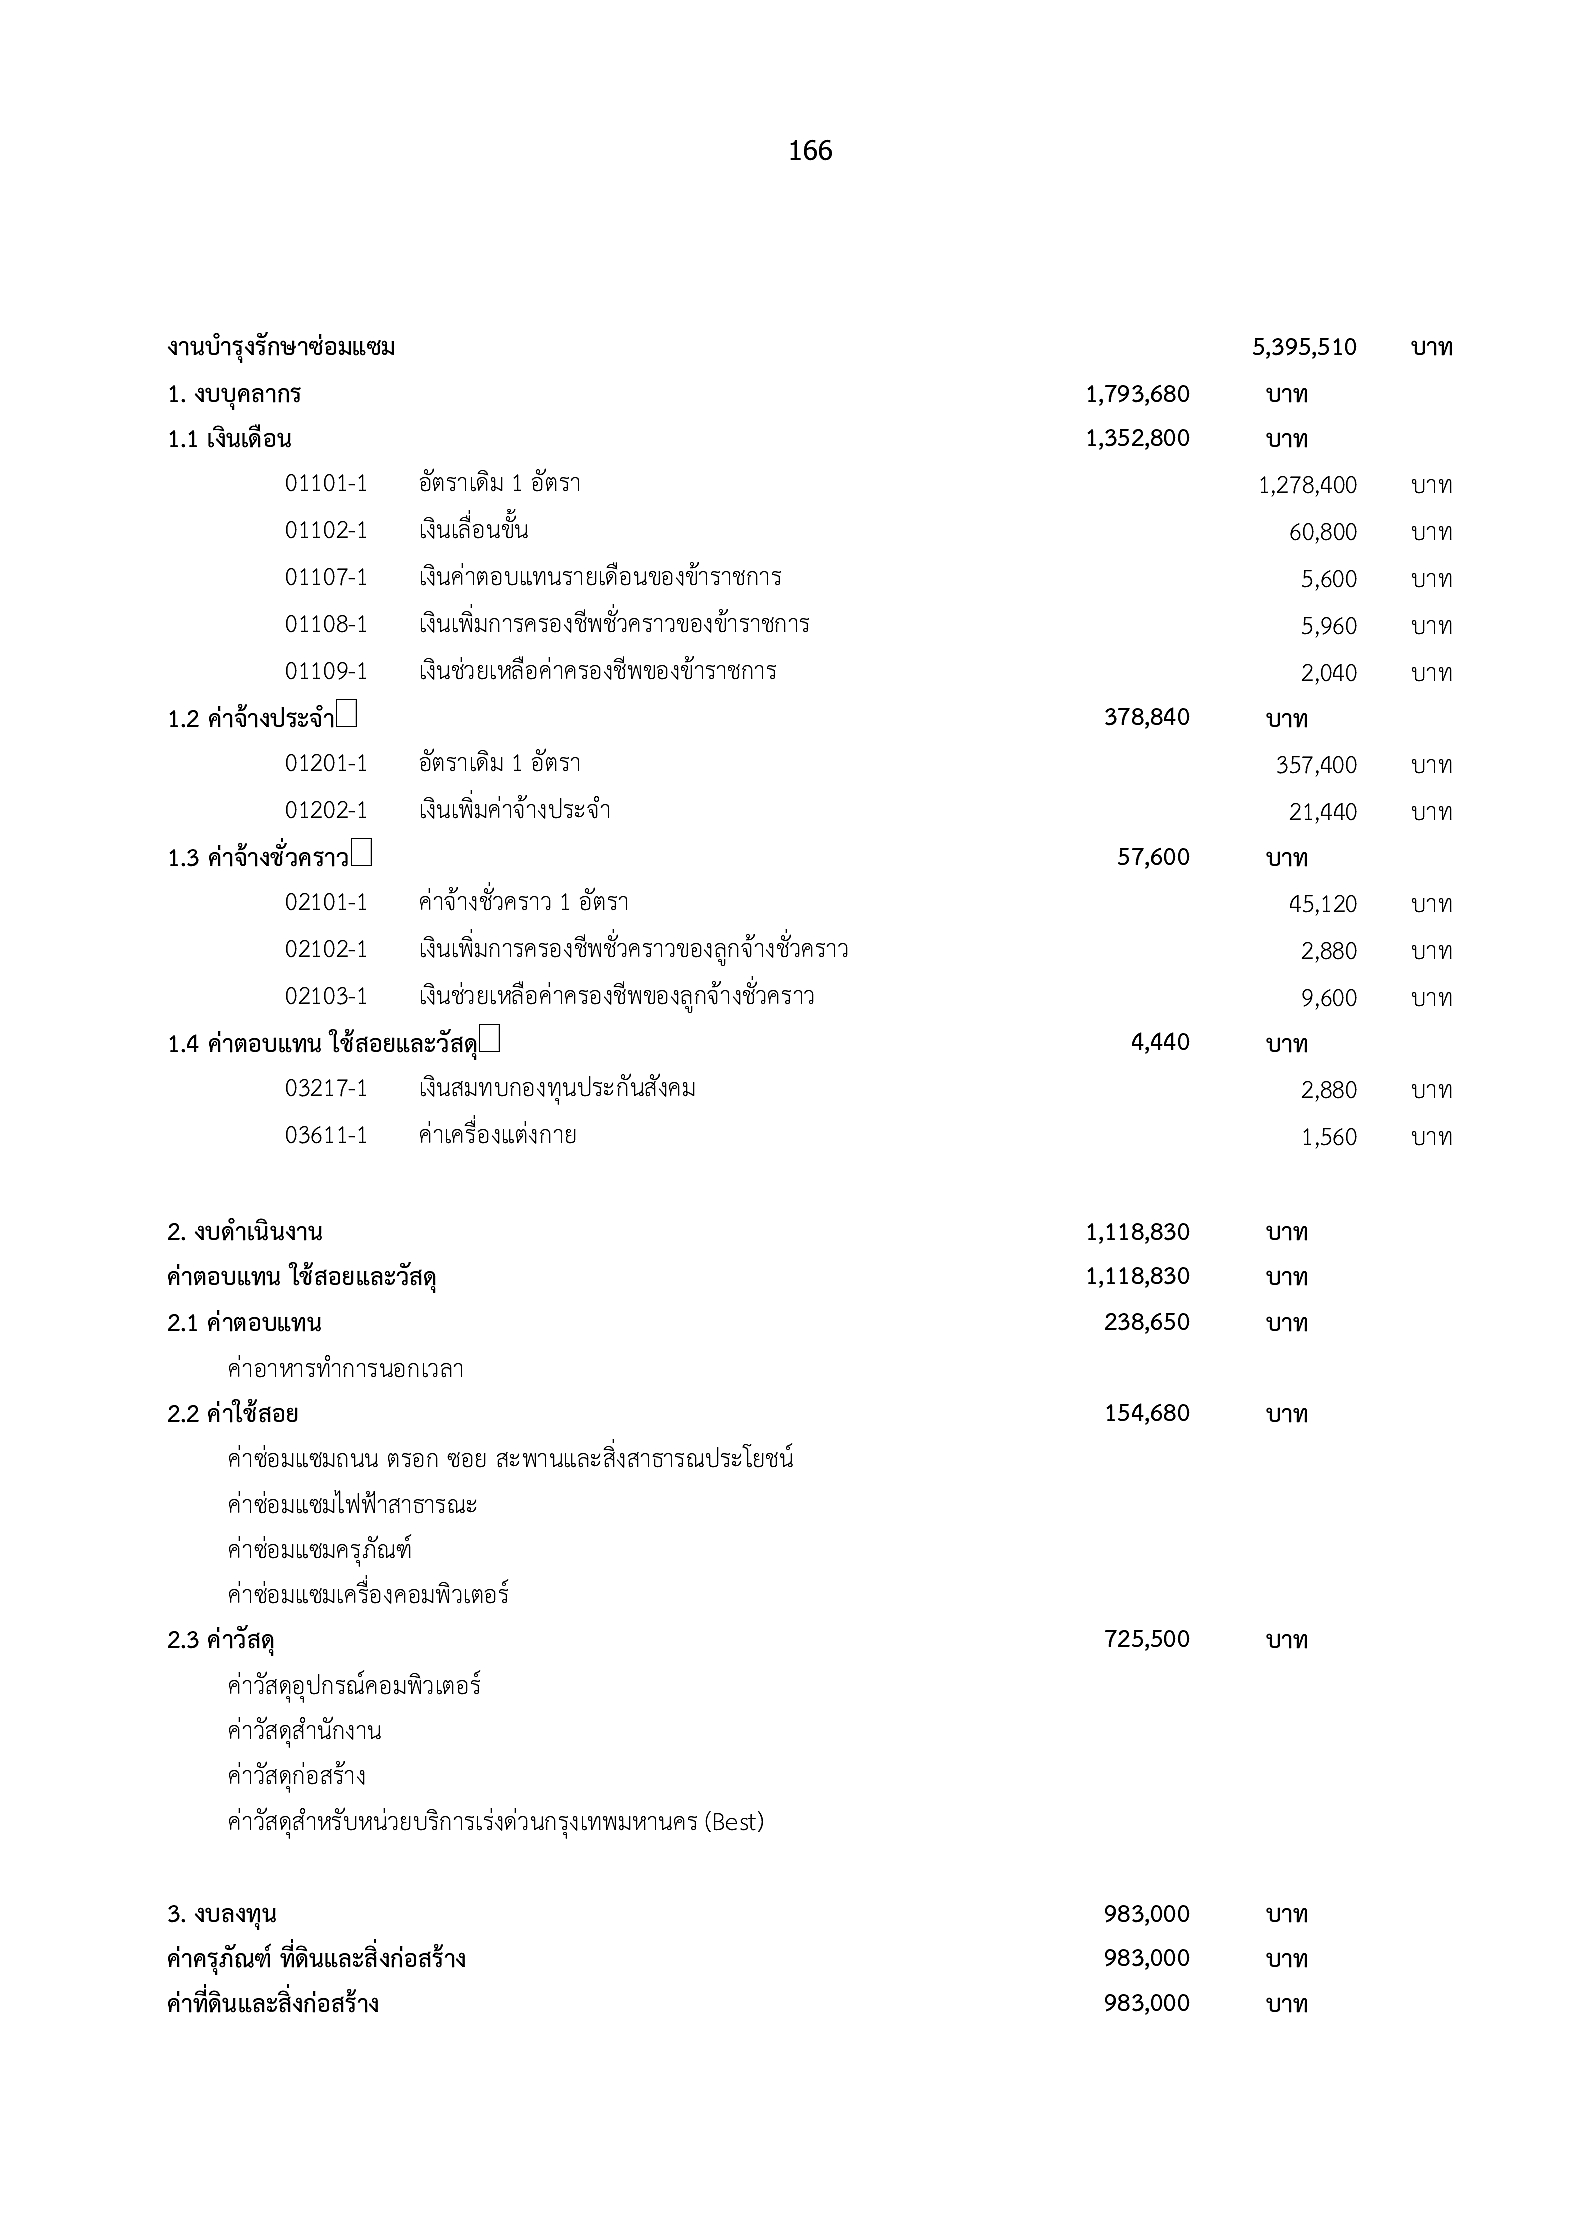 166
งานบำรุงรักษาซ่อมแซม 5,395,510 บาท
1. งบบุคลากร 1,793,680 บาท
1.1 เงินเดือน 1,352,800 บาท
01101-1 อัตราเดิม 1 อัตรา 1,278,400 บาท
01102-1 เงินเลื่อนขั้น 60,800 บาท
01107-1 เงินค่าตอบแทนรายเดือนของข้าราชการ 5,600 บาท
01108-1 เงินเพิ่มการครองชีพชั่วคราวของข้าราชการ 5,960 บาท
01109-1 เงินช่วยเหลือค่าครองชีพของข้าราชการ 2,040 บาท
1.2 ค่าจ้างประจำ 378,840 บาท
01201-1 อัตราเดิม 1 อัตรา 357,400 บาท
01202-1 เงินเพิ่มค่าจ้างประจำ 21,440 บาท
1.3 ค่าจ้างชั่วคราว 57,600 บาท
02101-1 ค่าจ้างชั่วคราว 1 อัตรา 45,120 บาท
02102-1 เงินเพิ่มการครองชีพชั่วคราวของลูกจ้างชั่วคราว 2,880 บาท
02103-1 เงินช่วยเหลือค่าครองชีพของลูกจ้างชั่วคราว 9,600 บาท
1.4 ค่าตอบแทน ใช้สอยและวัสดุ 4,440 บาท
03217-1 เงินสมทบกองทุนประกันสังคม 2,880 บาท
03611-1 ค่าเครื่องแต่งกาย 1,560 บาท
2. งบดำเนินงาน 1,118,830 บาท
ค่าตอบแทน ใช้สอยและวัสดุ 1,118,830 บาท
2.1 ค่าตอบแทน 238,650 บาท
ค่าอาหารทำการนอกเวลา
2.2 ค่าใช้สอย 154,680 บาท
ค่าซ่อมแซมถนน ตรอก ซอย สะพานและสิ่งสาธารณประโยชน์
ค่าซ่อมแซมไฟฟ้าสาธารณะ
ค่าซ่อมแซมครุภัณฑ์
ค่าซ่อมแซมเครื่องคอมพิวเตอร์
2.3 ค่าวัสดุ 725,500 บาท
ค่าวัสดุอุปกรณ์คอมพิวเตอร์
ค่าวัสดุสำนักงาน
ค่าวัสดุก่อสร้าง
ค่าวัสดุสำหรับหน่วยบริการเร่งด่วนกรุงเทพมหานคร (Best)
3. งบลงทุน 983,000 บาท
ค่าครุภัณฑ์ ที่ดินและสิ่งก่อสร้าง 983,000 บาท
ค่าที่ดินและสิ่งก่อสร้าง 983,000 บาท